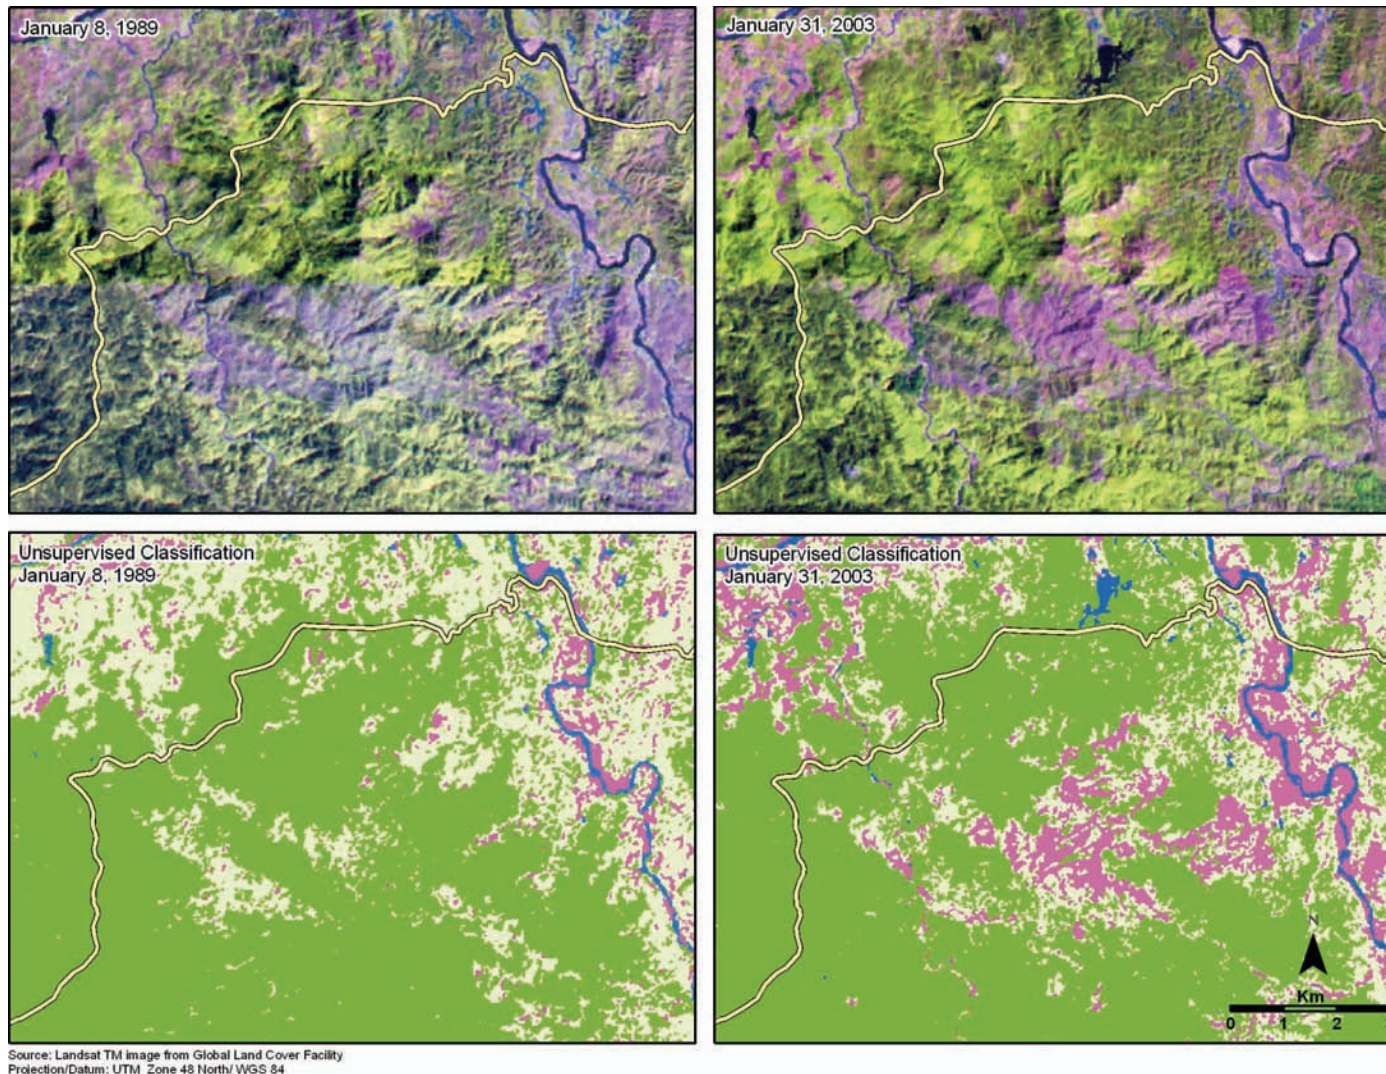 January 8, 1989
January 31, 2003
Unsupervised Classification
January 8, 1989
Unsupervised Classification
January 31, 2003
N
Km
0 1 2
Source: Landsat TM image from Global Land Cover Facility
Projection/Datum: UTM Zone 48 North/ WGS 84